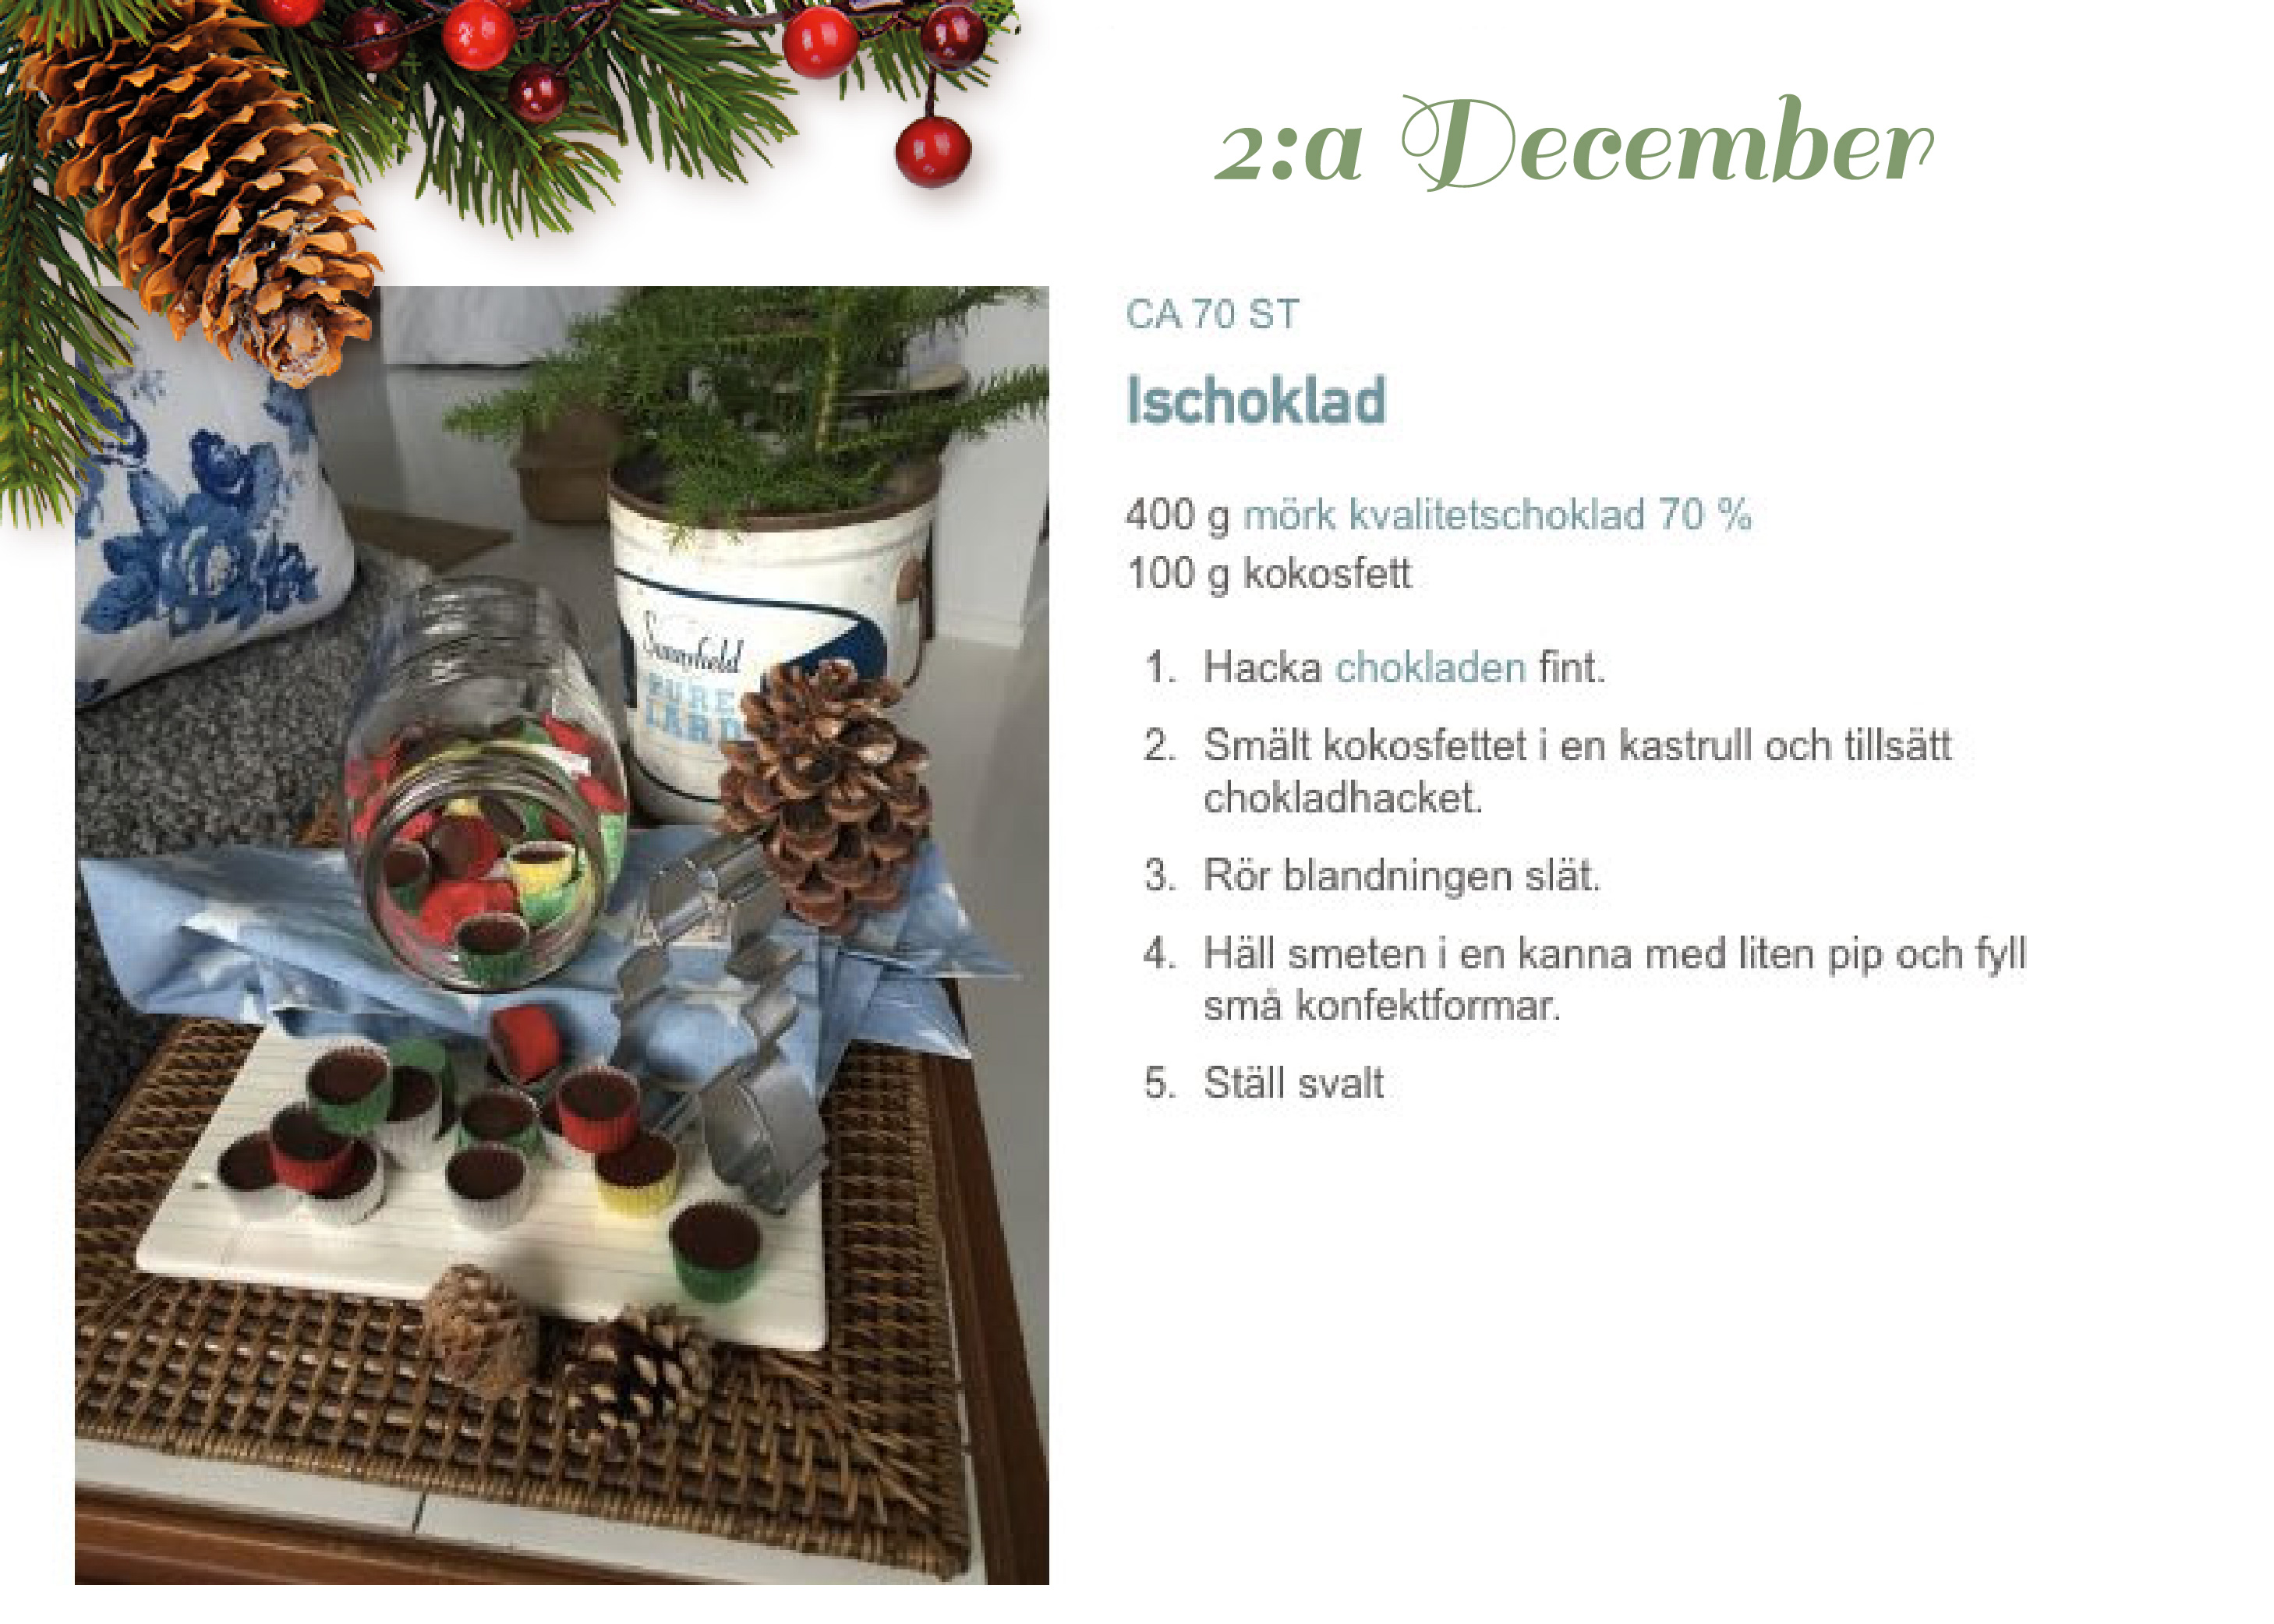 2:a December
CA 70 ST
Ischoklad
400 g mörk kvalitetschoklad 70 %
100 g kokosfett
1. Hacka chokladen fint.
2. Smält kokosfettet i en kastrull och tillsätt
chokladhacket.
3. Rör blandningen slät.
4. Häll smeten i en kanna med liten pip och fyll
små konfektformar.
5. Ställ svalt
PURE
LARD